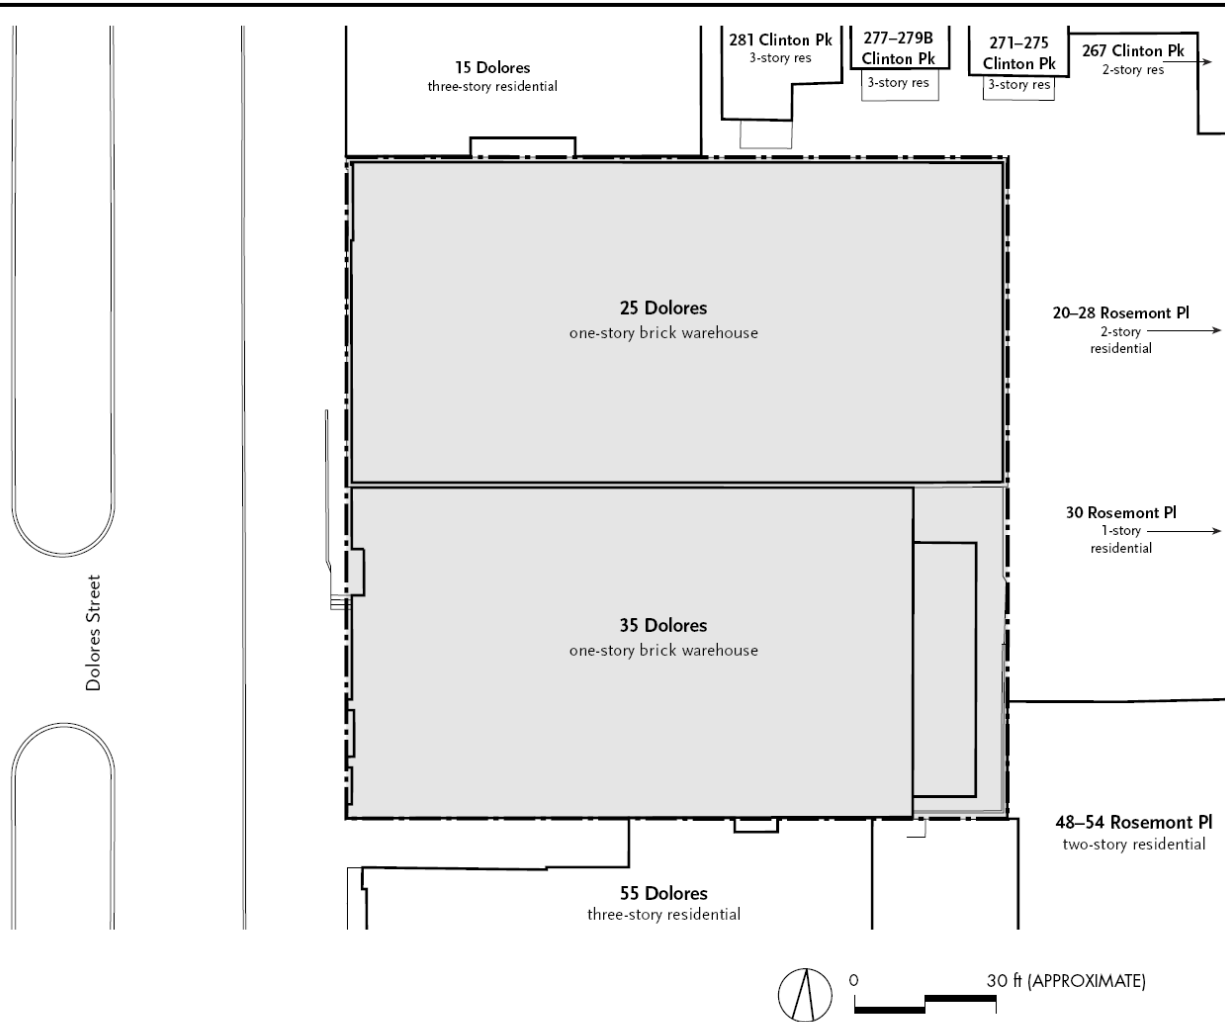 281 Clinton Pk
3-story res
277–279B
Clinton Pk
3-story res
271–275
Clinton Pk
3-story res
267 Clinton Pk
2-story res
15 Dolores
three-story residential
25 Dolores
one-story brick warehouse
20–28 Rosemont Pl
2-story
residential
30 Rosemont Pl
1-story
residential
Dolores Street
35 Dolores
one-story brick warehouse
48–54 Rosemont Pl
two-story residential
55 Dolores
three-story residential
0 30 ft (APPROXIMATE)